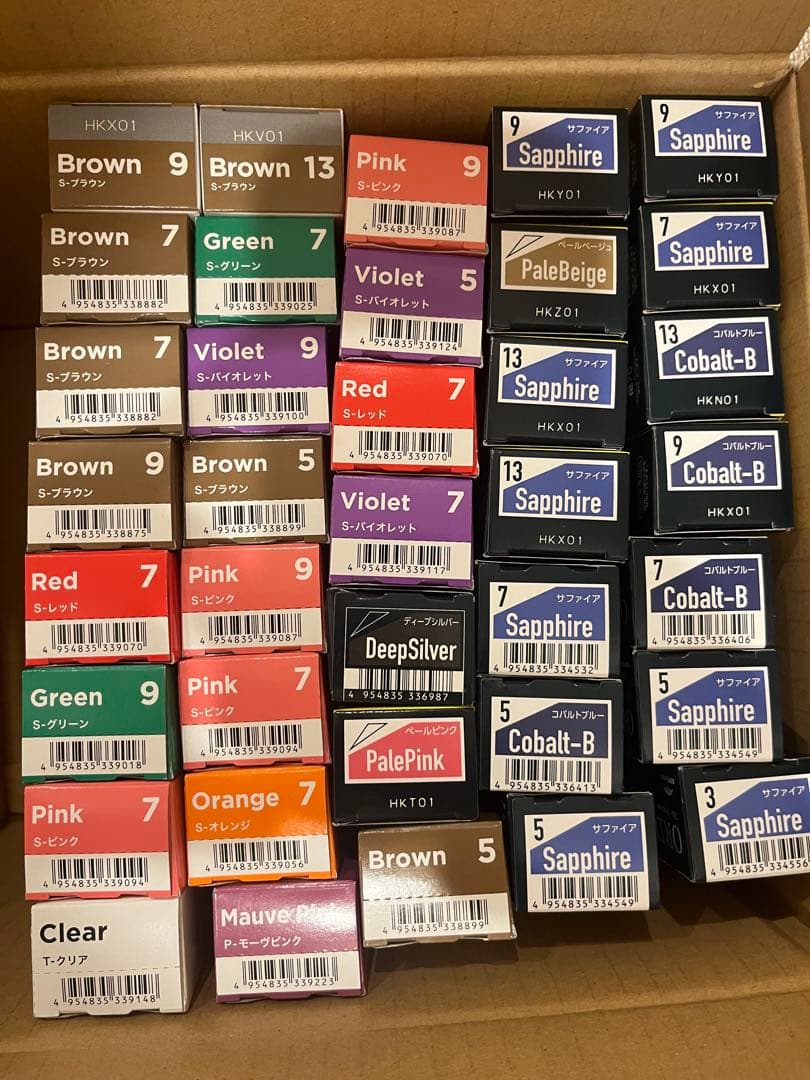 HKX01
Brown 9
S-ブラウン
Brown 7
S-ブラウン
4 954835 338882
Brown 7
S-ブラウン
4 954835 338882
Brown 9
S-ブラウン
4 954835 338875
Red 7
S-レッド
4 954835 339070
Green 9
S-グリーン
4 954835 339018
Pink 7
S-ピンク
4 954835 339094
Clear
T-クリア
4 954835 339148
HKV01
Brown 13
S-ブラウン
Green 7
S-グリーン
4 954835 339025
Violet 9
S-バイオレット
4 954835 339100
Brown 5
S-ブラウン
4 954835 338899
Pink 9
S-ピンク
4 954835 339087
Pink 7
S-ピンク
4 954835 339094
Orange 7
S-オレンジ
4 954835 339056
Mauve
P-モーヴピンク
4 954835 339223
Pink 9
S-ピンク
4 954835 339087
Violet 5
S-バイオレット
4 954835 339124
Red 7
S-レッド
4 954835 339070
Violet 7
S-バイオレット
4 954835 339117
ディープシルバー
DeepSilver
4 954835 336987
ペールピンク
PalePink
HKT01
Brown 5
4 954835 338899
9 サファイア
Sapphire
HKY01
ペールベージュ
PaleBeige
HKZ01
13 サファイア
Sapphire
HKX01
13 サファイア
Sapphire
HKX01
7 サファイア
Sapphire
4 954835 334532
5 コバルトブルー
Cobalt-B
4 954835 336413
5 サファイア
Sapphire
4 954835 334549
9 サファイア
Sapphire
HKY01
7 サファイア
Sapphire
HKX01
13 コバルトブルー
Cobalt-B
HKN01
9 コバルトブルー
Cobalt-B
HKX01
7 コバルトブルー
Cobalt-B
4 954835 336406
5 サファイア
Sapphire
4 954835 334549
3 サファイア
Sapphire
4 954835 334556